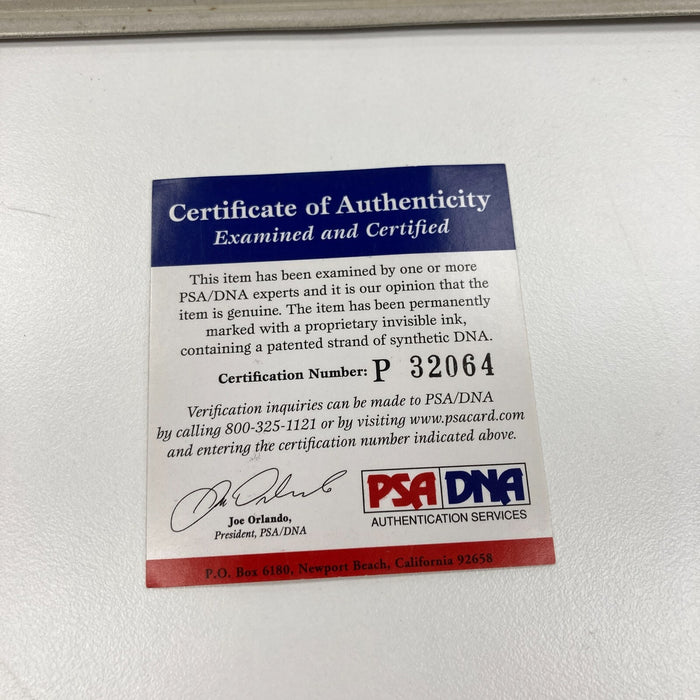 Certificate of Authenticity
Examined and Certified
This item has been examined by one or more
PSA/DNA experts and it is our opinion that the
item is genuine. The item has been permanently
marked with a proprietary invisible ink,
containing a patented strand of synthetic DNA.
Certification Number: P 32064
Verification inquiries can be made to PSA/DNA
by calling 800-325-1121 or by visiting www.psacard.com
and entering the certification number indicated above.
Joe Orlando,
President, PSA/DNA
PSA DNA
AUTHENTICATION SERVICES
P.O. Box 6180, Newport Beach, California 92658